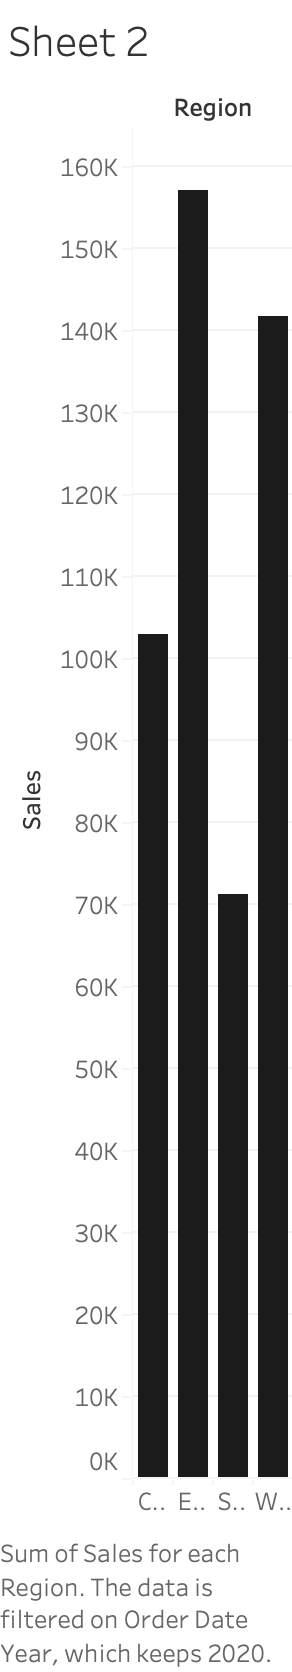 Sheet 2
Region
160K
150K
140K
130K
120K
110K
100K
90K
80K
70K
60K
50K
40K
30K
20K
10K
0K
Sales
C.. E.. S.. W..
Sum of Sales for each
Region. The data is
filtered on Order Date
Year, which keeps 2020.